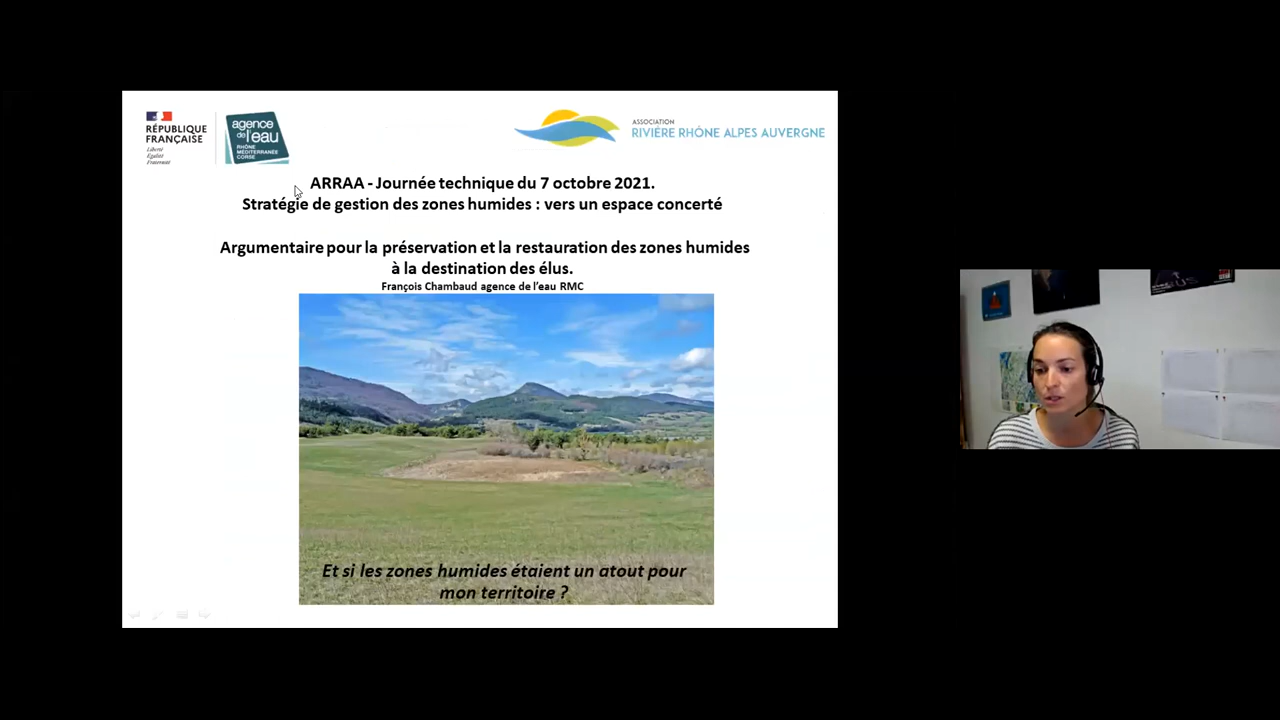 RÉPUBLIQUE
FRANÇAISE
Liberté
Égalité
Fraternité
agence
de l'eau
RHÔNE
MÉDITERRANÉE
CORSE
ASSOCIATION
RIVIÈRE RHÔNE ALPES AUVERGNE
ARRAA - Journée technique du 7 octobre 2021.
Stratégie de gestion des zones humides : vers un espace concerté
Argumentaire pour la préservation et la restauration des zones humides
à la destination des élus.
François Chambaud agence de l'eau RMC
Et si les zones humides étaient un atout pour
mon territoire ?